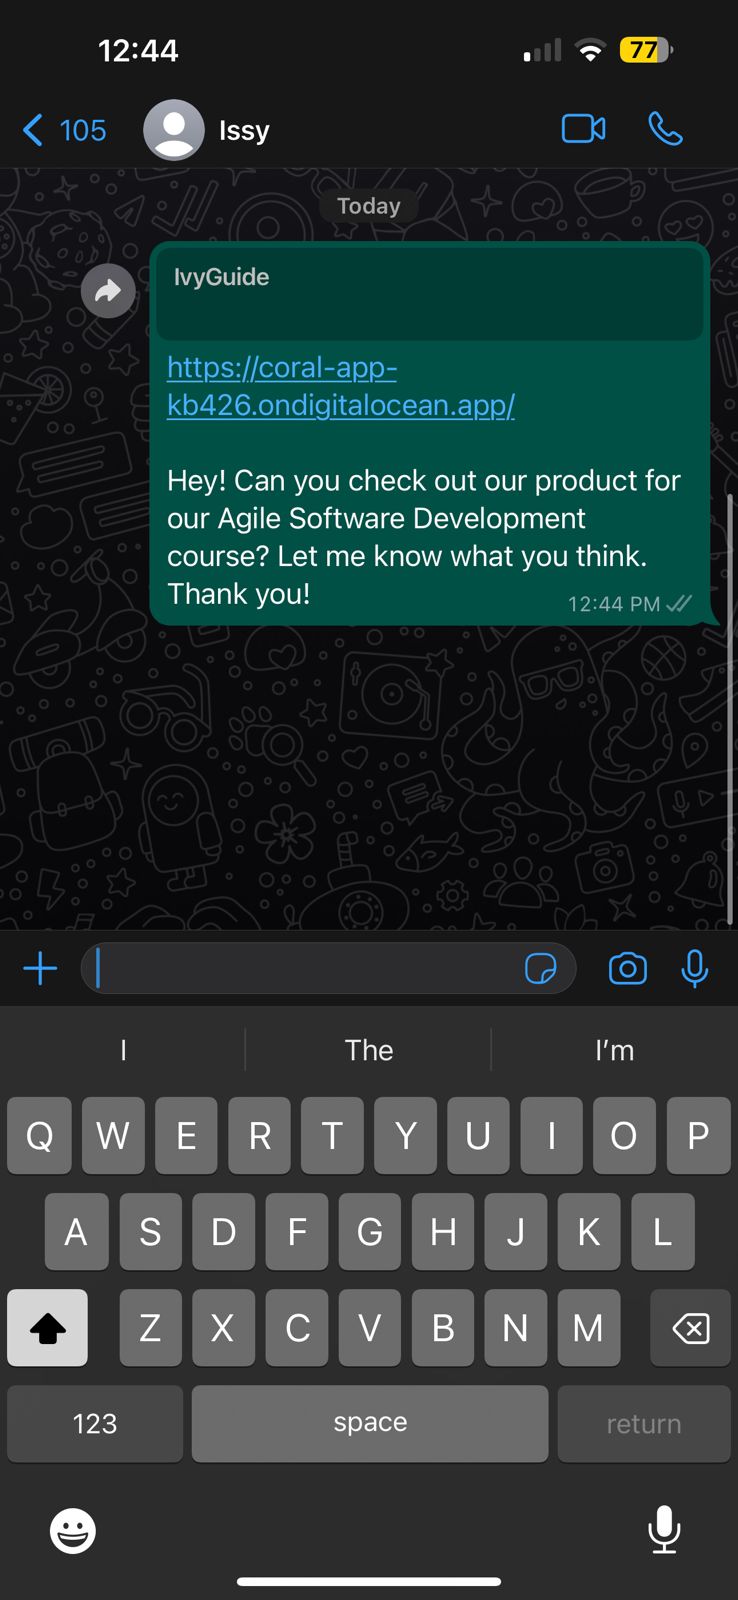 12:44
77
105
Issy
Today
IvyGuide
https://coral-app-
kb426.ondigitalocean.app/
Hey! Can you check out our product for
our Agile Software Development
course? Let me know what you think.
Thank you!
12:44 PM
I
The
I'm
Q W E R T Y U I O P
A S D F G H J K L
Z X C V B N M
123
space
return